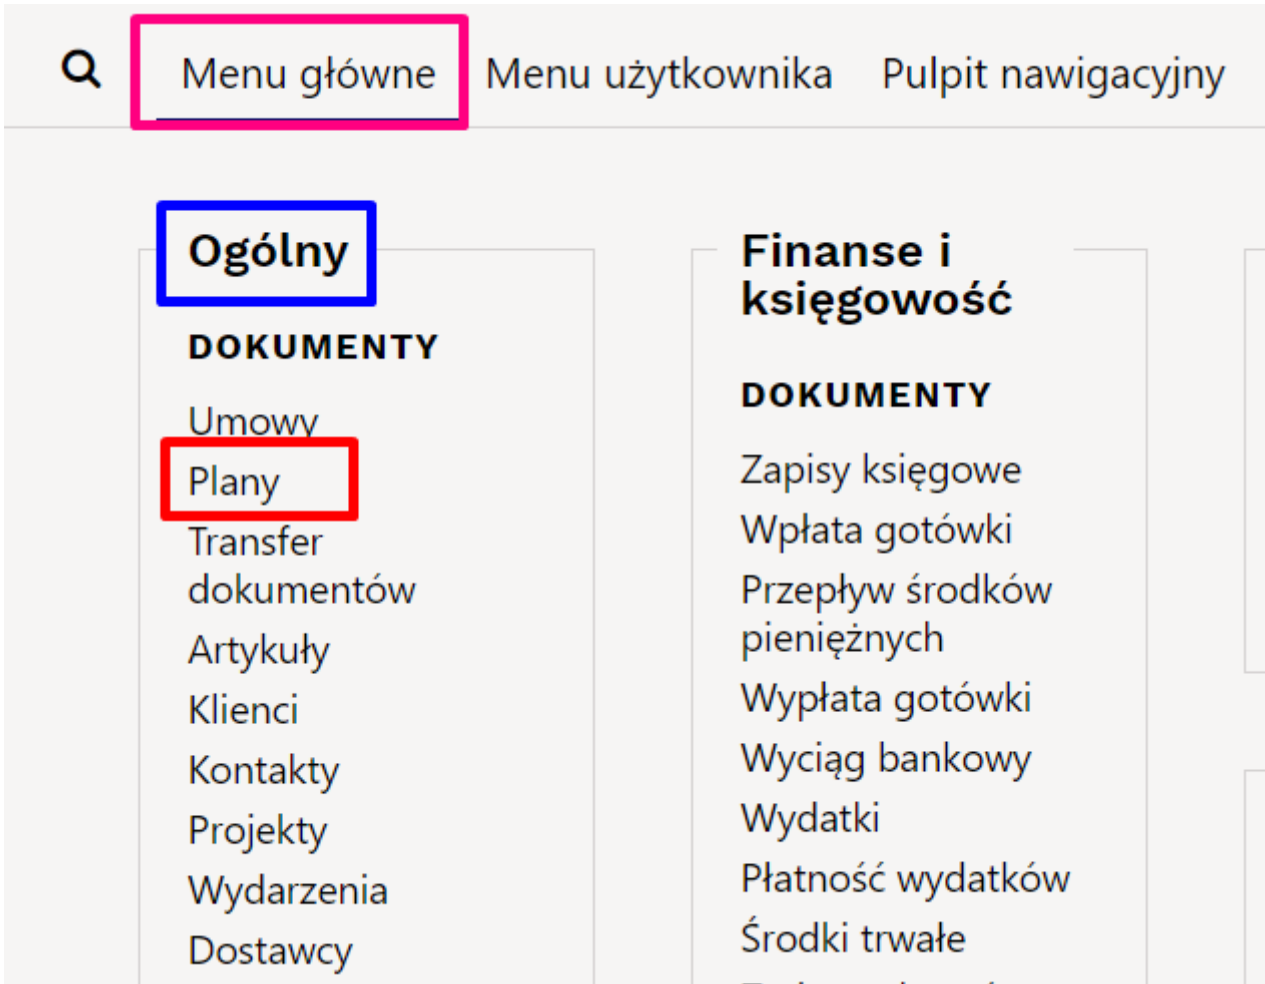 Menu główne Menu użytkownika Pulpit nawigacyjny
Ogólny
DOKUMENTY
Umowy
Plany
Transfer
dokumentów
Artykuły
Klienci
Kontakty
Projekty
Wydarzenia
Dostawcy
Finanse i
księgowość
DOKUMENTY
Zapisy księgowe
Wpłata gotówki
Przepływ środków
pieniężnych
Wypłata gotówki
Wyciąg bankowy
Wydatki
Płatność wydatków
Środki trwałe